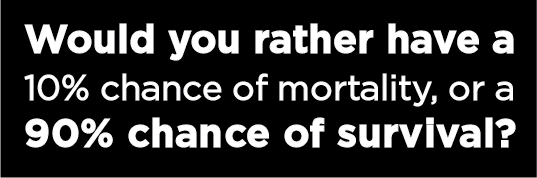 Would you rather have a
10% chance of mortality, or a
90% chance of survival?